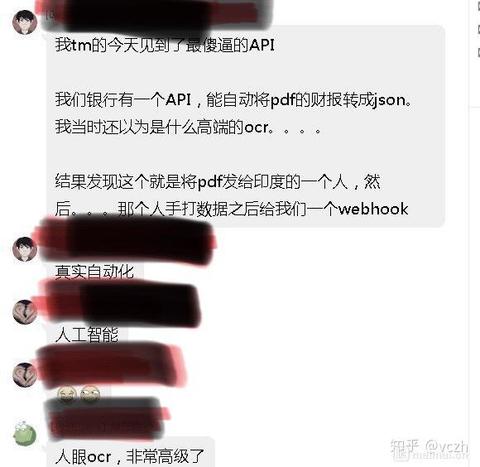 我tm的今天见到了最傻逼的API
我们银行有一个API，能自动将pdf的财报转成json。
我当时还以为是什么高端的ocr。。。。
结果发现这个就是将pdf发给印度的一个人，然
后。。。那个人手打数据之后给我们一个webhook
真实自动化
人工智能
人眼ocr，非常高级了
知乎 @vczh